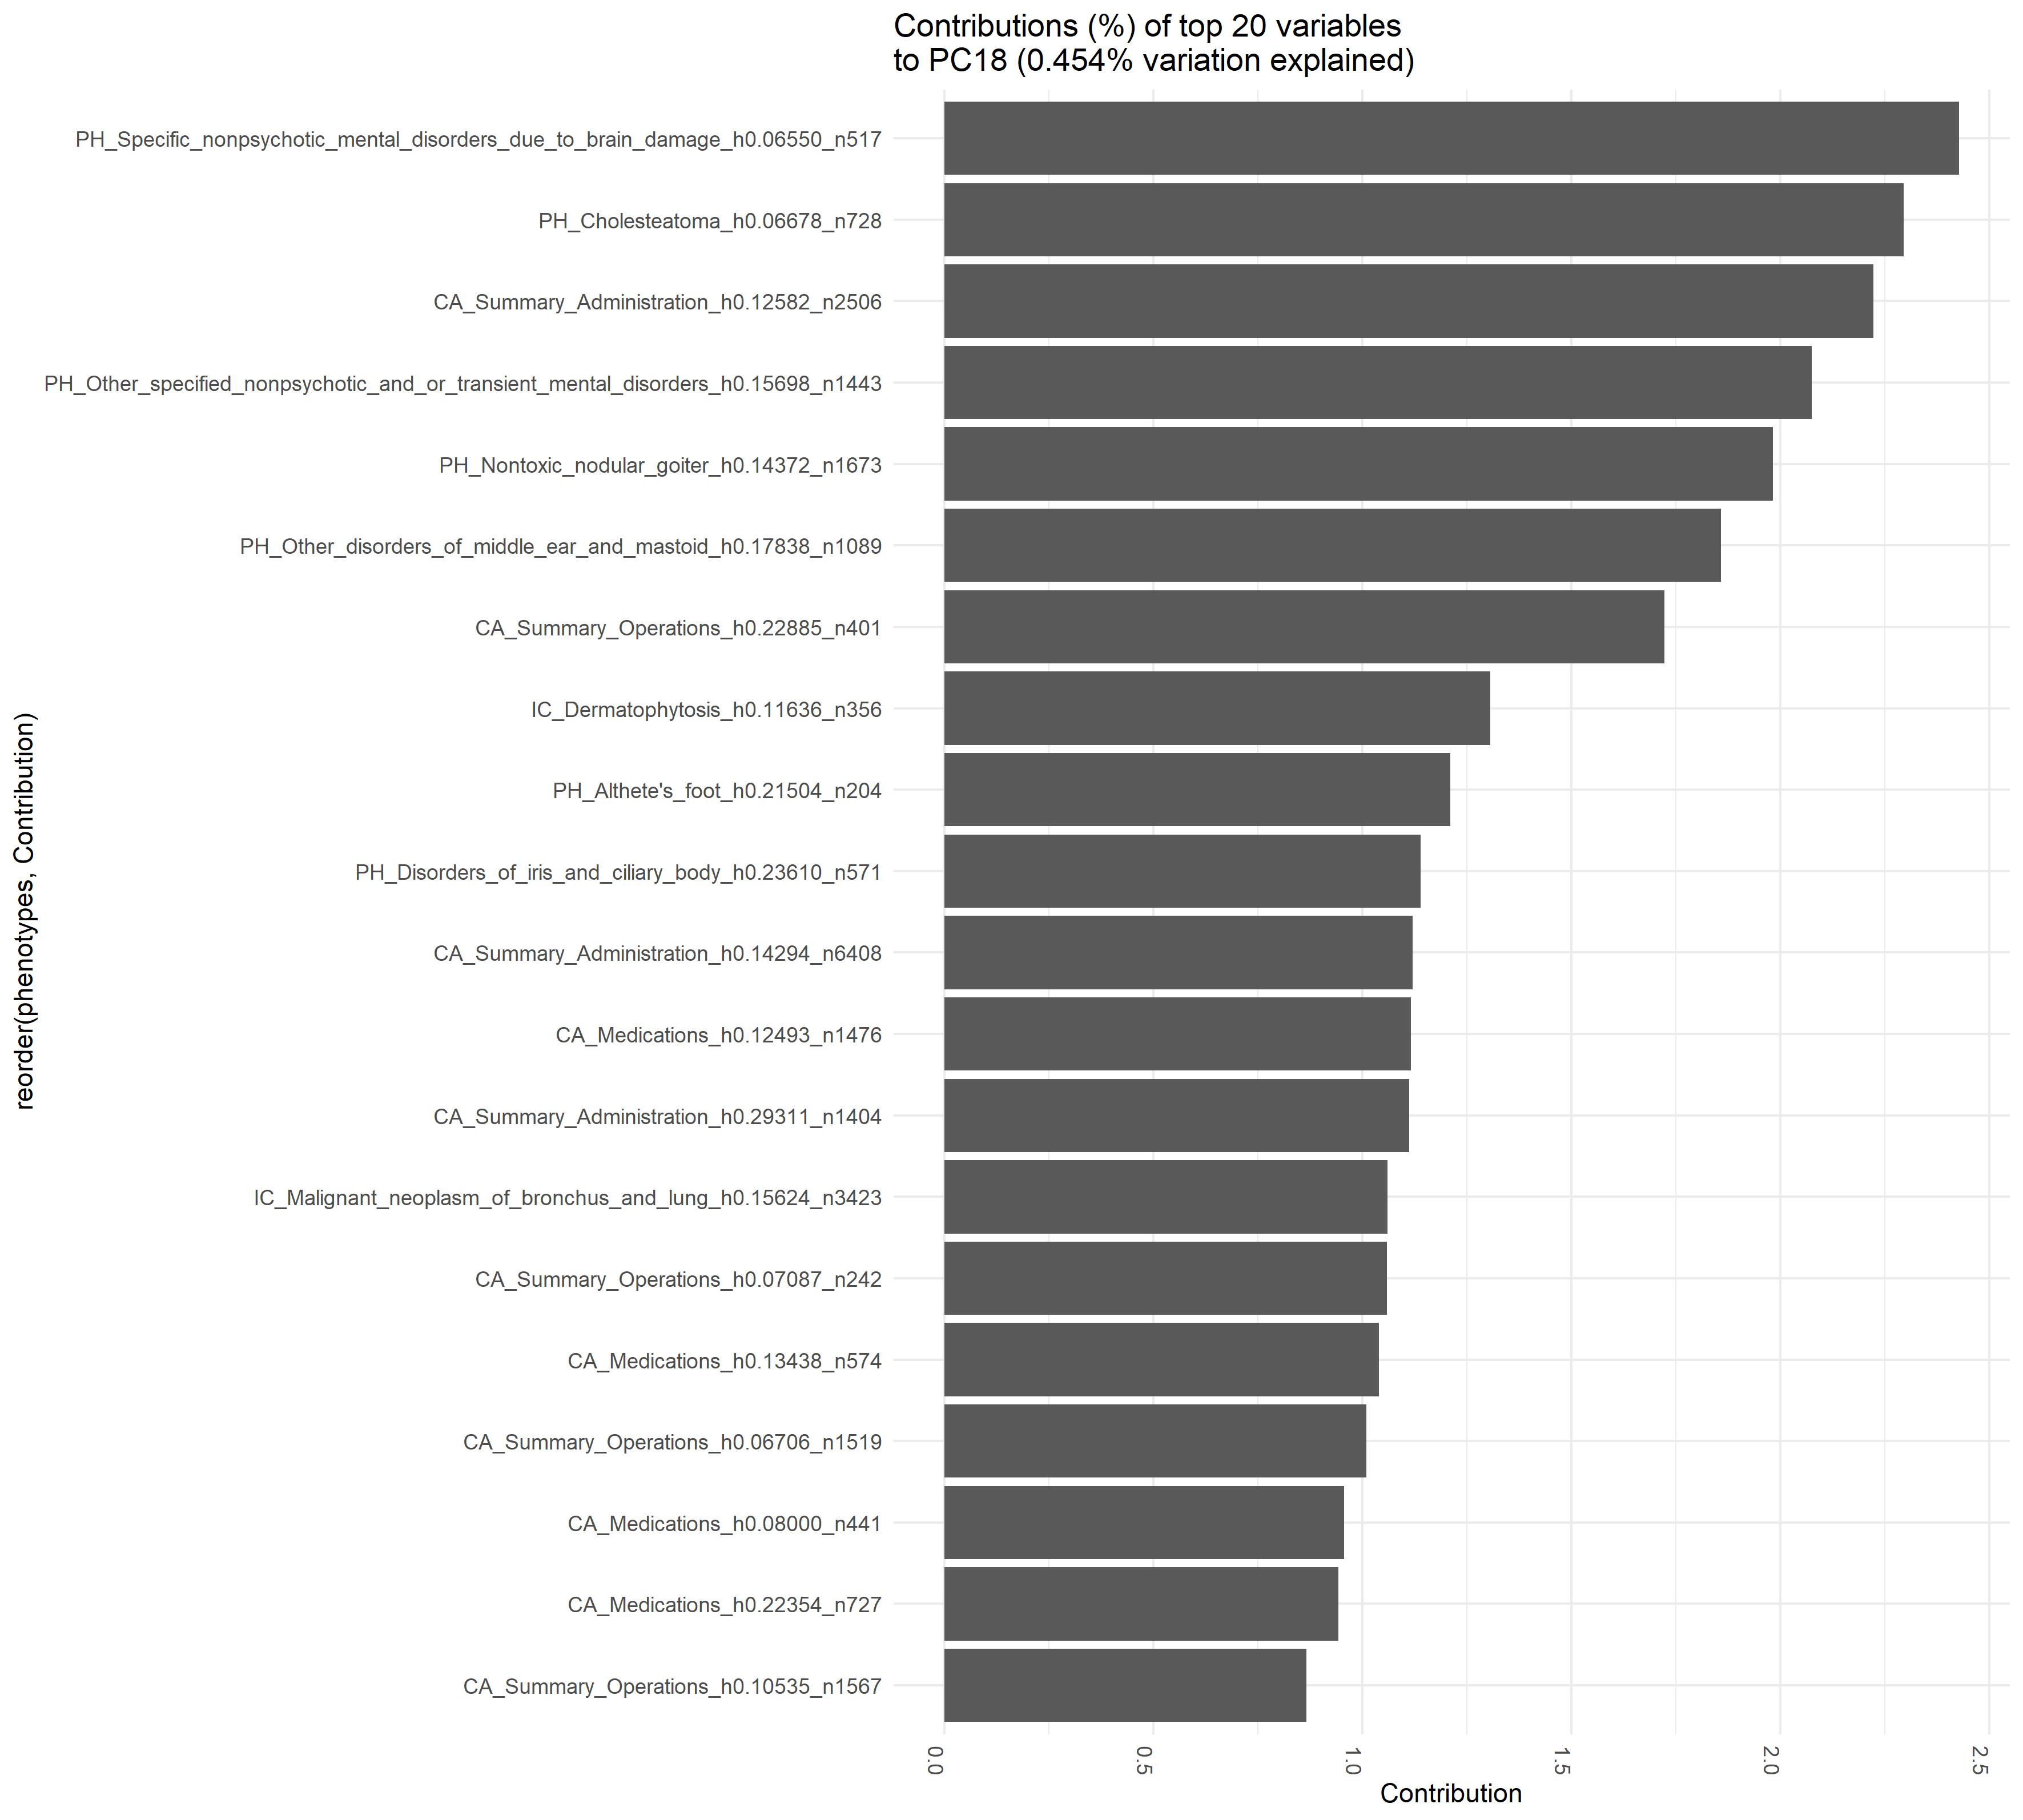 Contributions (%) of top 20 variables
to PC18 (0.454% variation explained)
PH_Specific_nonpsychotic_mental_disorders_due_to_brain_damage_h0.06550_n517
PH_Cholesteatoma_h0.06678_n728
CA_Summary_Administration_h0.12582_n2506
PH_Other_specified_nonpsychotic_and_or_transient_mental_disorders_h0.15698_n1443
PH_Nontoxic_nodular_goiter_h0.14372_n1673
PH_Other_disorders_of_middle_ear_and_mastoid_h0.17838_n1089
CA_Summary_Operations_h0.22885_n401
IC_Dermatophytosis_h0.11636_n356
PH_Althete's_foot_h0.21504_n204
PH_Disorders_of_iris_and_ciliary_body_h0.23610_n571
CA_Summary_Administration_h0.14294_n6408
CA_Medications_h0.12493_n1476
CA_Summary_Administration_h0.29311_n1404
IC_Malignant_neoplasm_of_bronchus_and_lung_h0.15624_n3423
CA_Summary_Operations_h0.07087_n242
CA_Medications_h0.13438_n574
CA_Summary_Operations_h0.06706_n1519
CA_Medications_h0.08000_n441
CA_Medications_h0.22354_n727
CA_Summary_Operations_h0.10535_n1567
reorder(phenotypes, Contribution)
0.0
0.5
1.0
1.5
2.0
2.5
Contribution